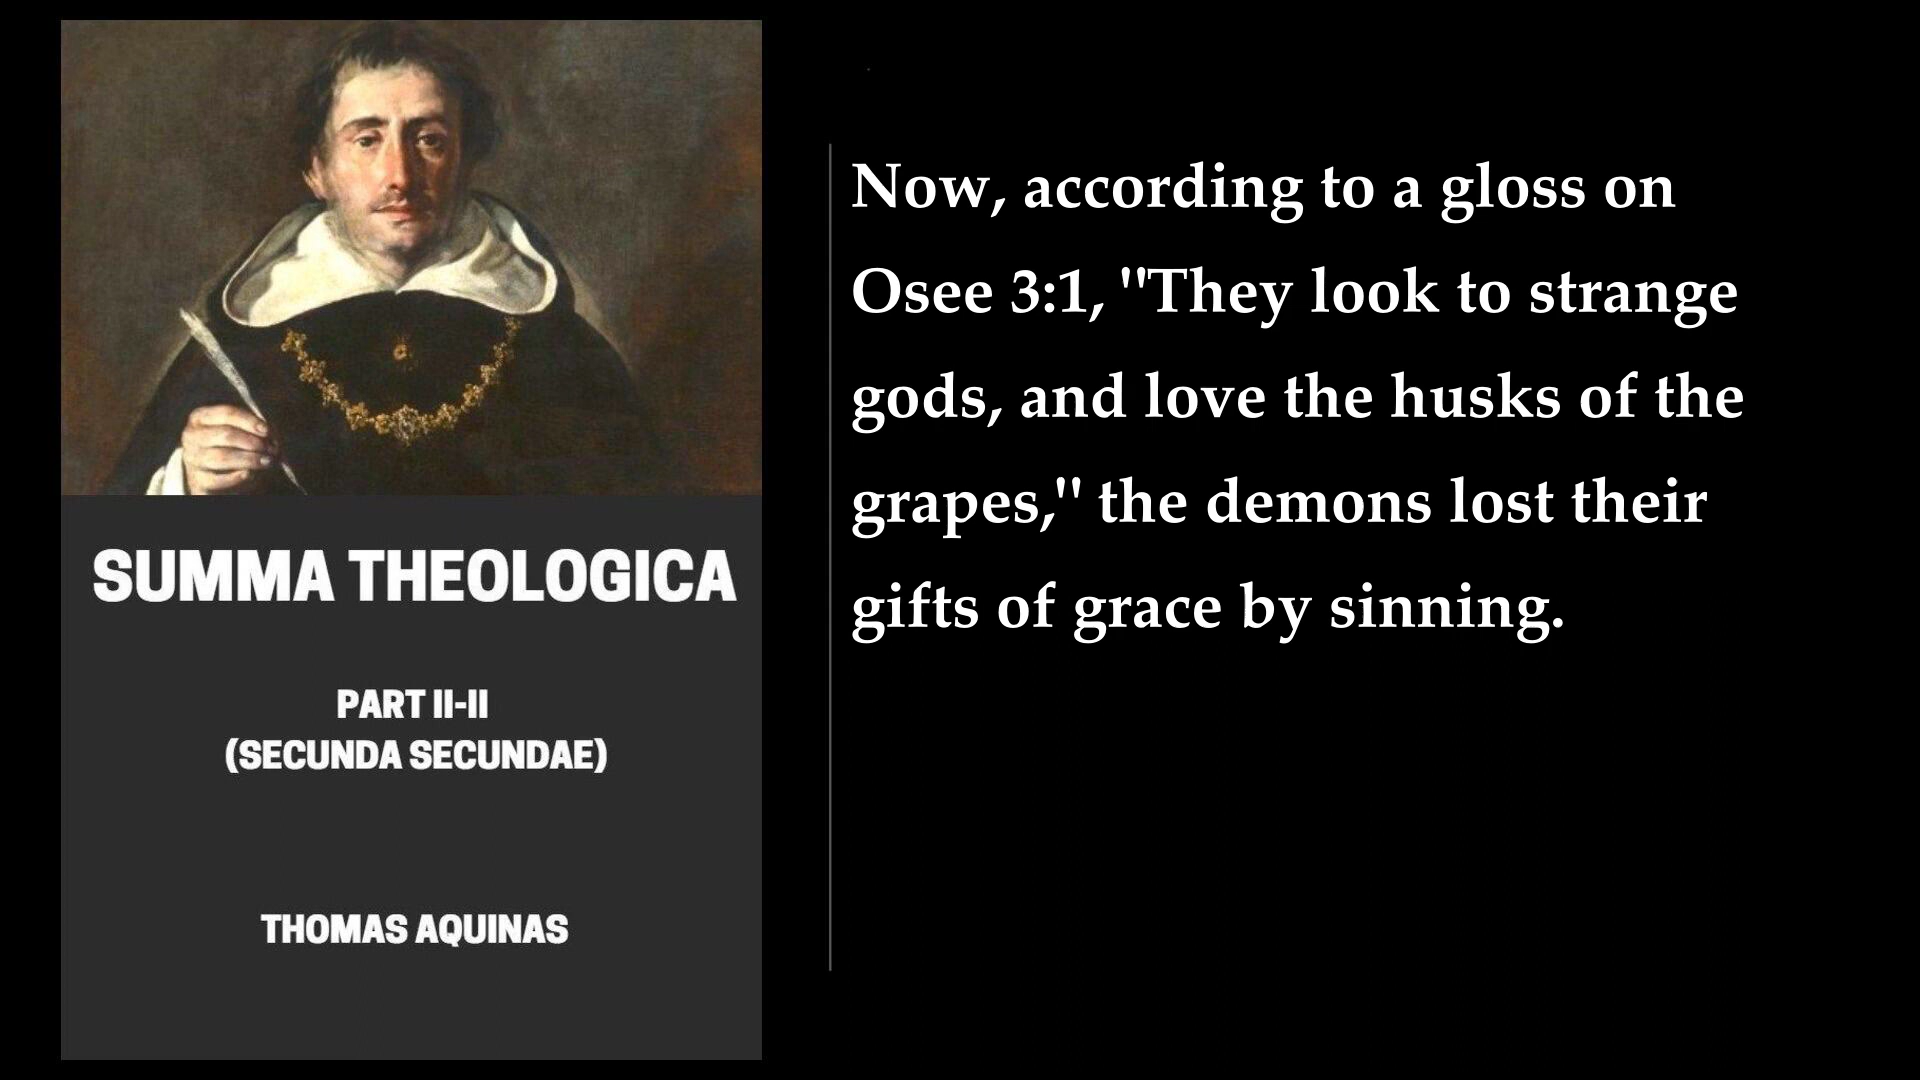 SUMMA THEOLOGICA
PART II-II
(SECUNDA SECUNDAE)
THOMAS AQUINAS
Now, according to a gloss on
Osee 3:1, "They look to strange
gods, and love the husks of the
grapes," the demons lost their
gifts of grace by sinning.